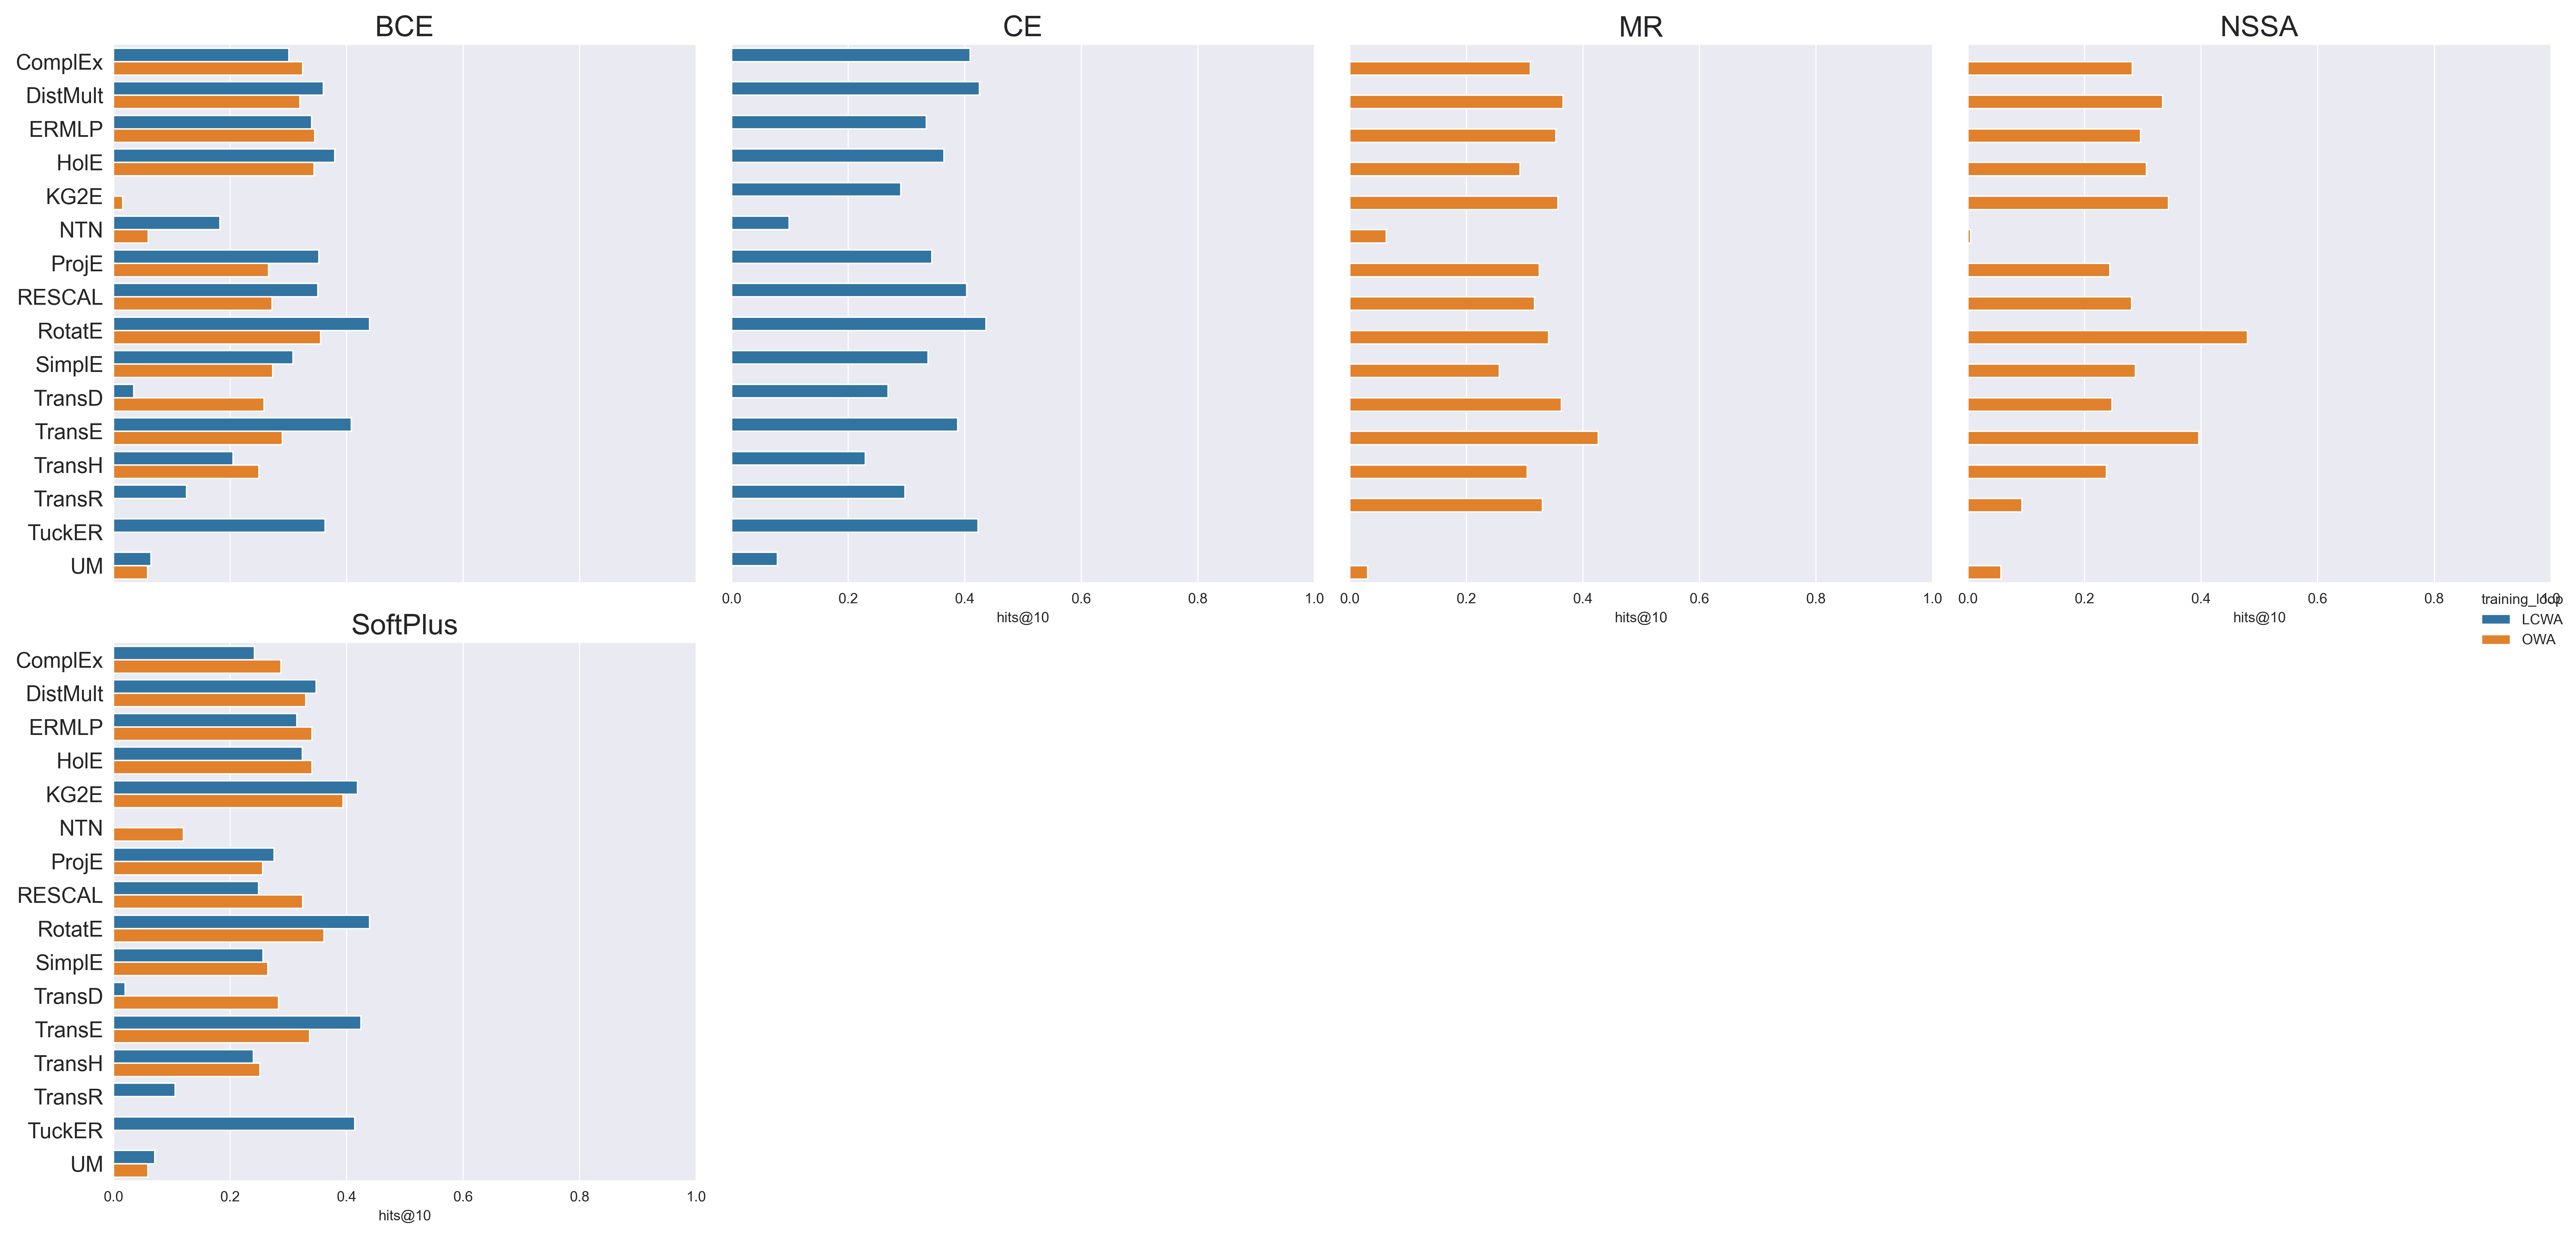 BCE
CE
MR
NSSA
ComplEx
DistMult
ERMLP
HolE
KG2E
NTN
ProjE
RESCAL
RotatE
SimplE
TransD
TransE
TransH
TransR
TuckER
UM
0.0 0.2 0.4 0.6 0.8 1.0
hits@10
0.0 0.2 0.4 0.6 0.8 1.0
hits@10
0.0 0.2 0.4 0.6 0.8 1.0
hits@10
training_loop
LCWA
OWA
SoftPlus
ComplEx
DistMult
ERMLP
HolE
KG2E
NTN
ProjE
RESCAL
RotatE
SimplE
TransD
TransE
TransH
TransR
TuckER
UM
0.0 0.2 0.4 0.6 0.8 1.0
hits@10